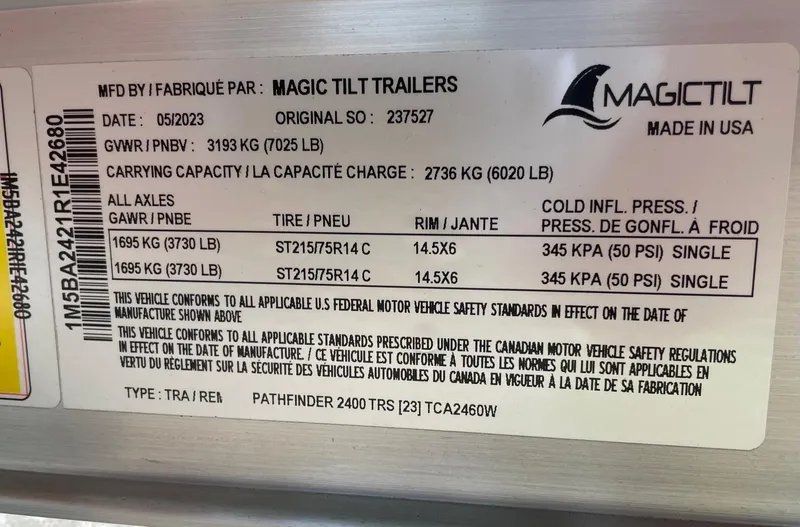 MFD BY / FABRIQUÉ PAR : MAGIC TILT TRAILERS
MAGICTILT
MADE IN USA
DATE : 05/2023 ORIGINAL SO : 237527
GVWR / PNBV : 3193 KG (7025 LB)
CARRYING CAPACITY / LA CAPACITÉ CHARGE : 2736 KG (6020 LB)
ALL AXLES
GAWR / PNBE TIRE / PNEU RIM / JANTE COLD INFL. PRESS. /
PRESS. DE GONFL. À FROID
1695 KG (3730 LB) ST215/75R14 C 14.5X6 345 KPA (50 PSI) SINGLE
1695 KG (3730 LB) ST215/75R14 C 14.5X6 345 KPA (50 PSI) SINGLE
THIS VEHICLE CONFORMS TO ALL APPLICABLE U.S FEDERAL MOTOR VEHICLE SAFETY STANDARDS IN EFFECT ON THE DATE OF
MANUFACTURE SHOWN ABOVE
THIS VEHICLE CONFORMS TO ALL APPLICABLE STANDARDS PRESCRIBED UNDER THE CANADIAN MOTOR VEHICLE SAFETY REGULATIONS
IN EFFECT ON THE DATE OF MANUFACTURE. / CE VÉHICULE EST CONFORME À TOUTES LES NORMES QUI LUI SONT APPLICABLES EN
VERTU DU RÉGLEMENT SUR LA SÉCURITÉ DES VÉHICULES AUTOMOBILES DU CANADA EN VIGUEUR À LA DATE DE SA FABRICATION
TYPE : TRA / REM PATHFINDER 2400 TRS [23] TCA2460W
1M5BA2421R1E42680
1M5BA2421R1E42680